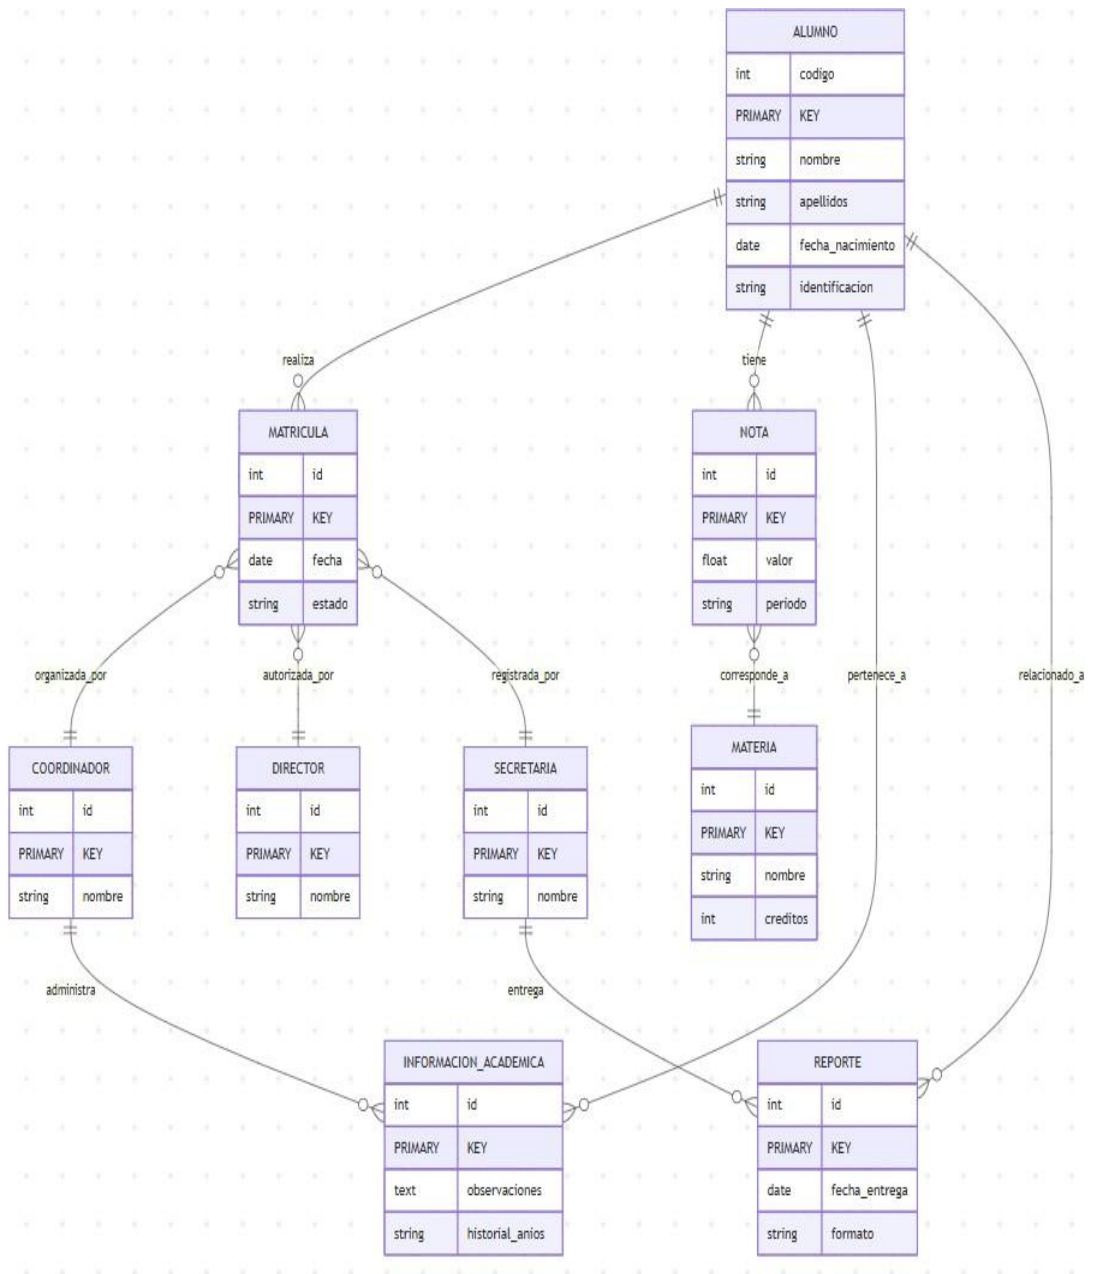 ALUMNO
int codigo
PRIMARY KEY
string nombre
string apellidos
date fecha_nacimiento
string identificacion
realiza
tiene
MATRICULA
int id
PRIMARY KEY
date fecha
string estado
NOTA
int id
PRIMARY KEY
float valor
string periodo
organizada_por
autorizada_por
registrada_por
corresponde_a
pertenece_a
relacionado_a
COORDINADOR
int id
PRIMARY KEY
string nombre
DIRECTOR
int id
PRIMARY KEY
string nombre
SECRETARIA
int id
PRIMARY KEY
string nombre
MATERIA
int id
PRIMARY KEY
string nombre
int creditos
administra
entrega
INFORMACION_ACADEMICA
int id
PRIMARY KEY
text observaciones
string historial_anios
REPORTE
int id
PRIMARY KEY
date fecha_entrega
string formato